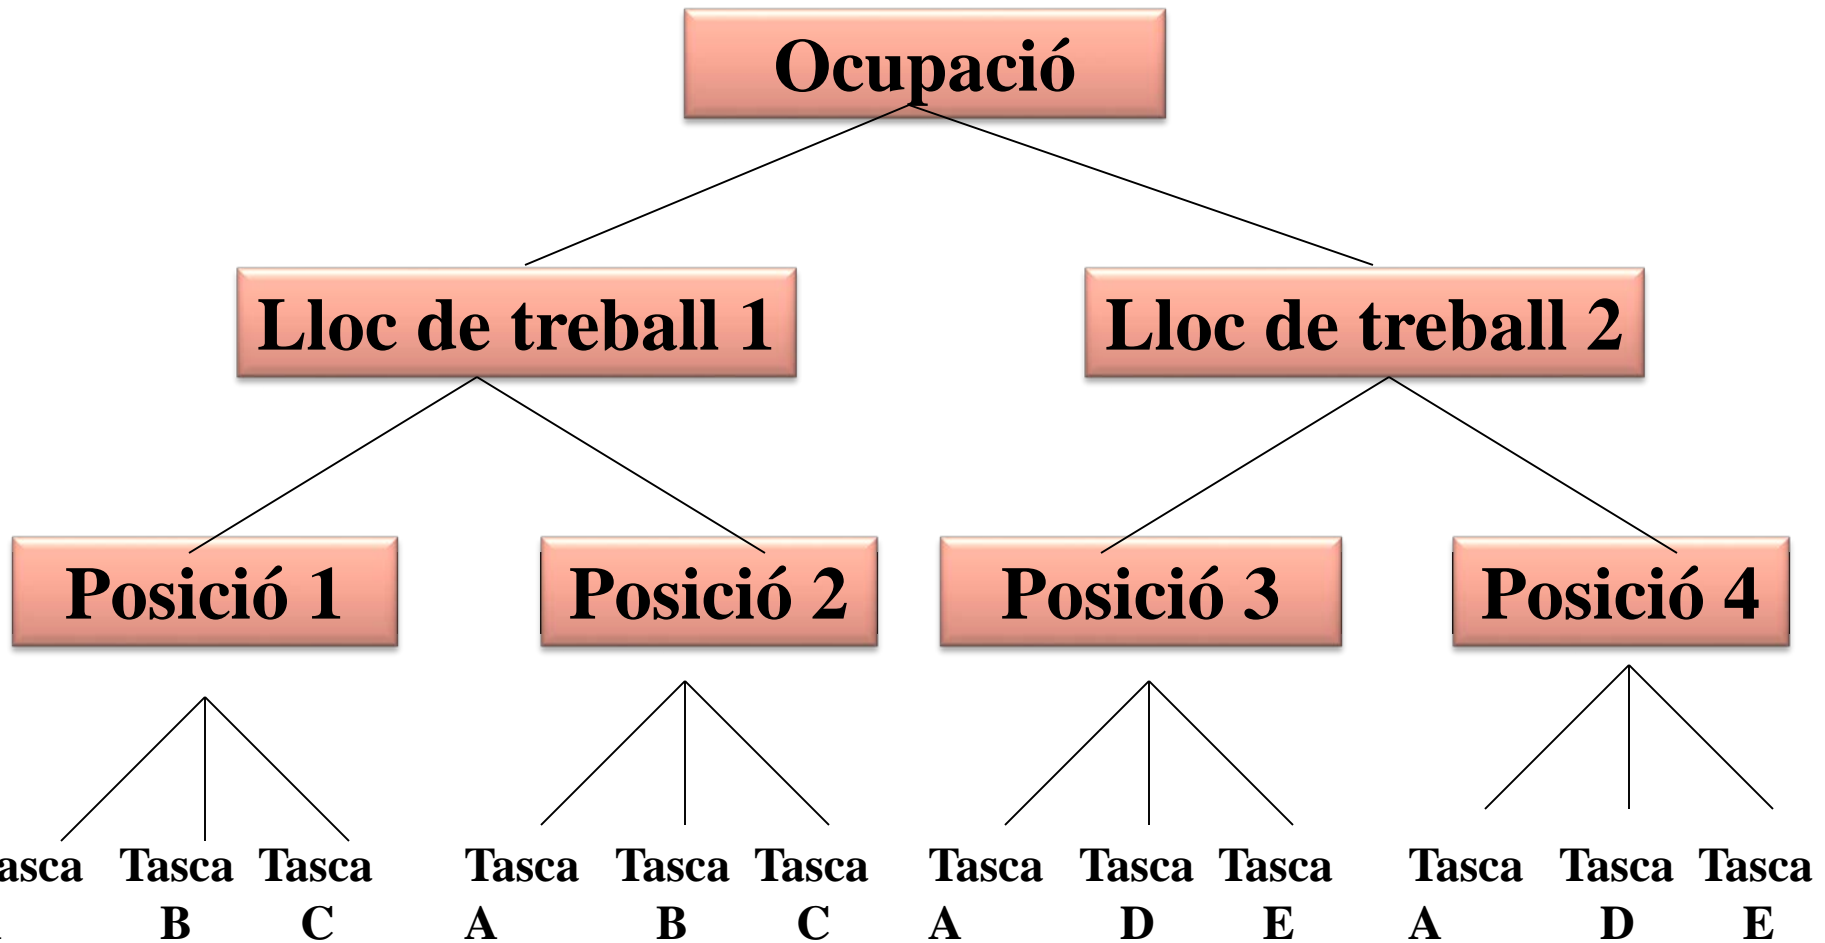 Ocupació
Lloc de treball 1 Lloc de treball 2
Posició 1 Posició 2 Posició 3 Posició 4
asca Tasca Tasca Tasca Tasca Tasca Tasca Tasca Tasca Tasca Tasca Tasca
B C A B C A D E A D E